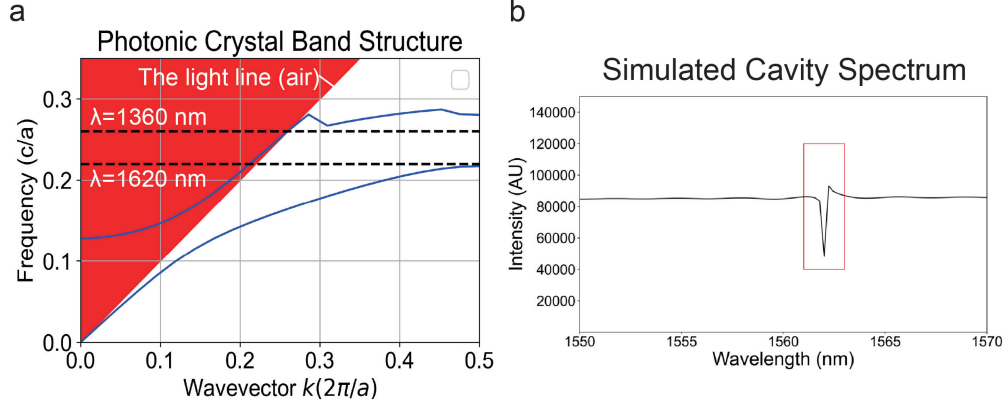 a
Photonic Crystal Band Structure
The light line (air)
λ=1360 nm
λ=1620 nm
0.3
0.2
0.1
0.0
Frequency (c/a)
0.0 0.1 0.2 0.3 0.4 0.5
Wavevector k(2π/a)
b
Simulated Cavity Spectrum
140000
120000
100000
80000
60000
40000
20000
Intensity (AU)
1550 1555 1560 1565 1570
Wavelength (nm)